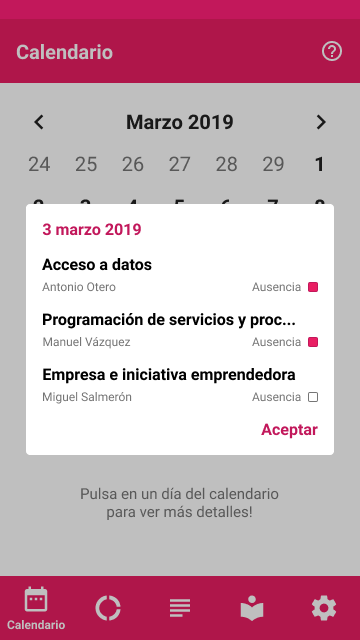 Calendario
Marzo 2019
24 25 26 27 28 29 1
3 marzo 2019
Acceso a datos
Antonio Otero Ausencia
Programación de servicios y proc...
Manuel Vázquez Ausencia
Empresa e iniciativa emprendedora
Miguel Salmerón Ausencia
Aceptar
Pulsa en un día del calendario
para ver más detalles!
Calendario